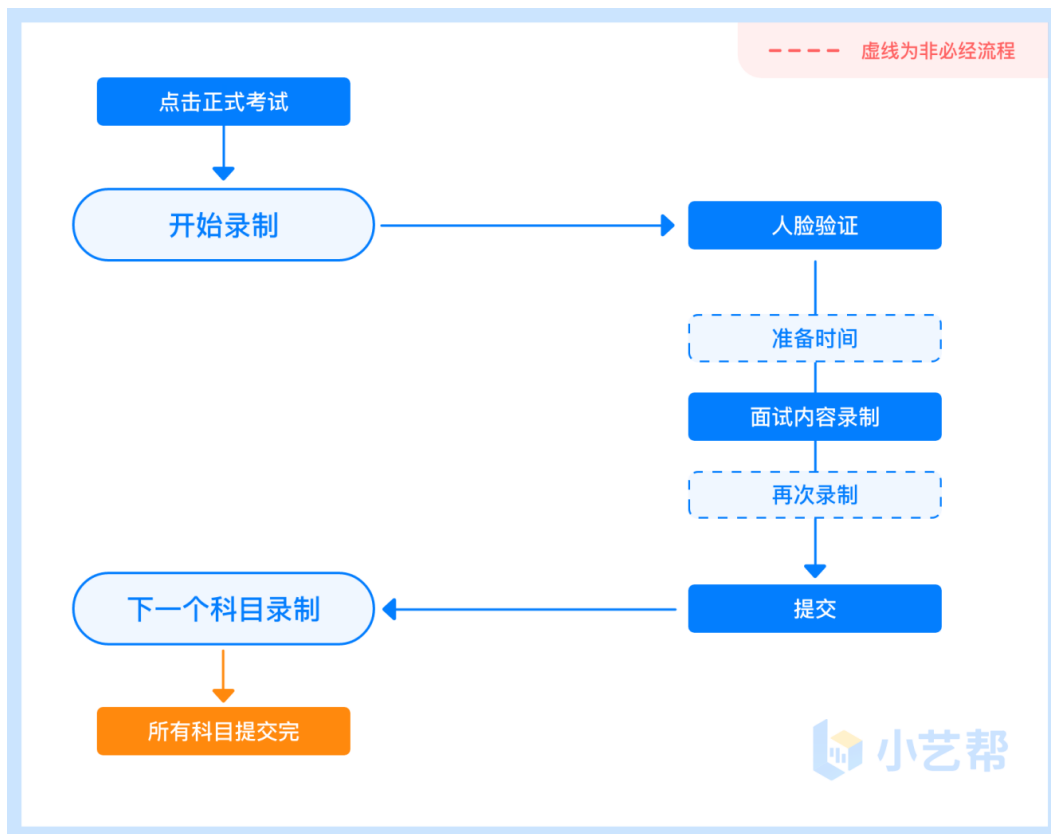 虚线为非必经流程
点击正式考试
开始录制
人脸验证
准备时间
面试内容录制
再次录制
提交
下一个科目录制
所有科目提交完
小艺帮